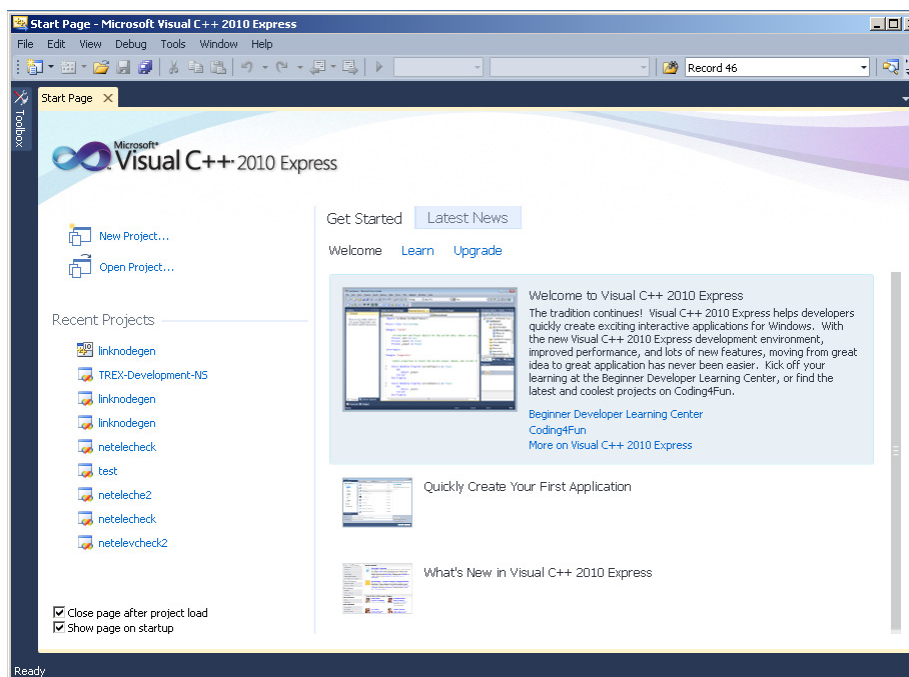 Start Page - Microsoft Visual C++ 2010 Express
File Edit View Debug Tools Window Help
Record 46
Toolbox
Start Page
Microsoft®
Visual C++ 2010 Express
New Project...
Open Project...
Recent Projects
linknodegen
TREX-Development-NS
linknodegen
linknodegen
netelecheck
test
neteleche2
netelecheck
netelevcheck2
Close page after project load
Show page on startup
Get Started Latest News
Welcome Learn Upgrade
Welcome to Visual C++ 2010 Express
The tradition continues! Visual C++ 2010 Express helps developers
quickly create exciting interactive applications for Windows. With
the new Visual C++ 2010 Express development environment,
improved performance, and lots of new features, moving from great
idea to great application has never been easier. Kick off your
learning at the Beginner Developer Learning Center, or find the
latest and coolest projects on Coding4Fun.
Beginner Developer Learning Center
Coding4Fun
More on Visual C++ 2010 Express
Quickly Create Your First Application
What's New in Visual C++ 2010 Express
Ready